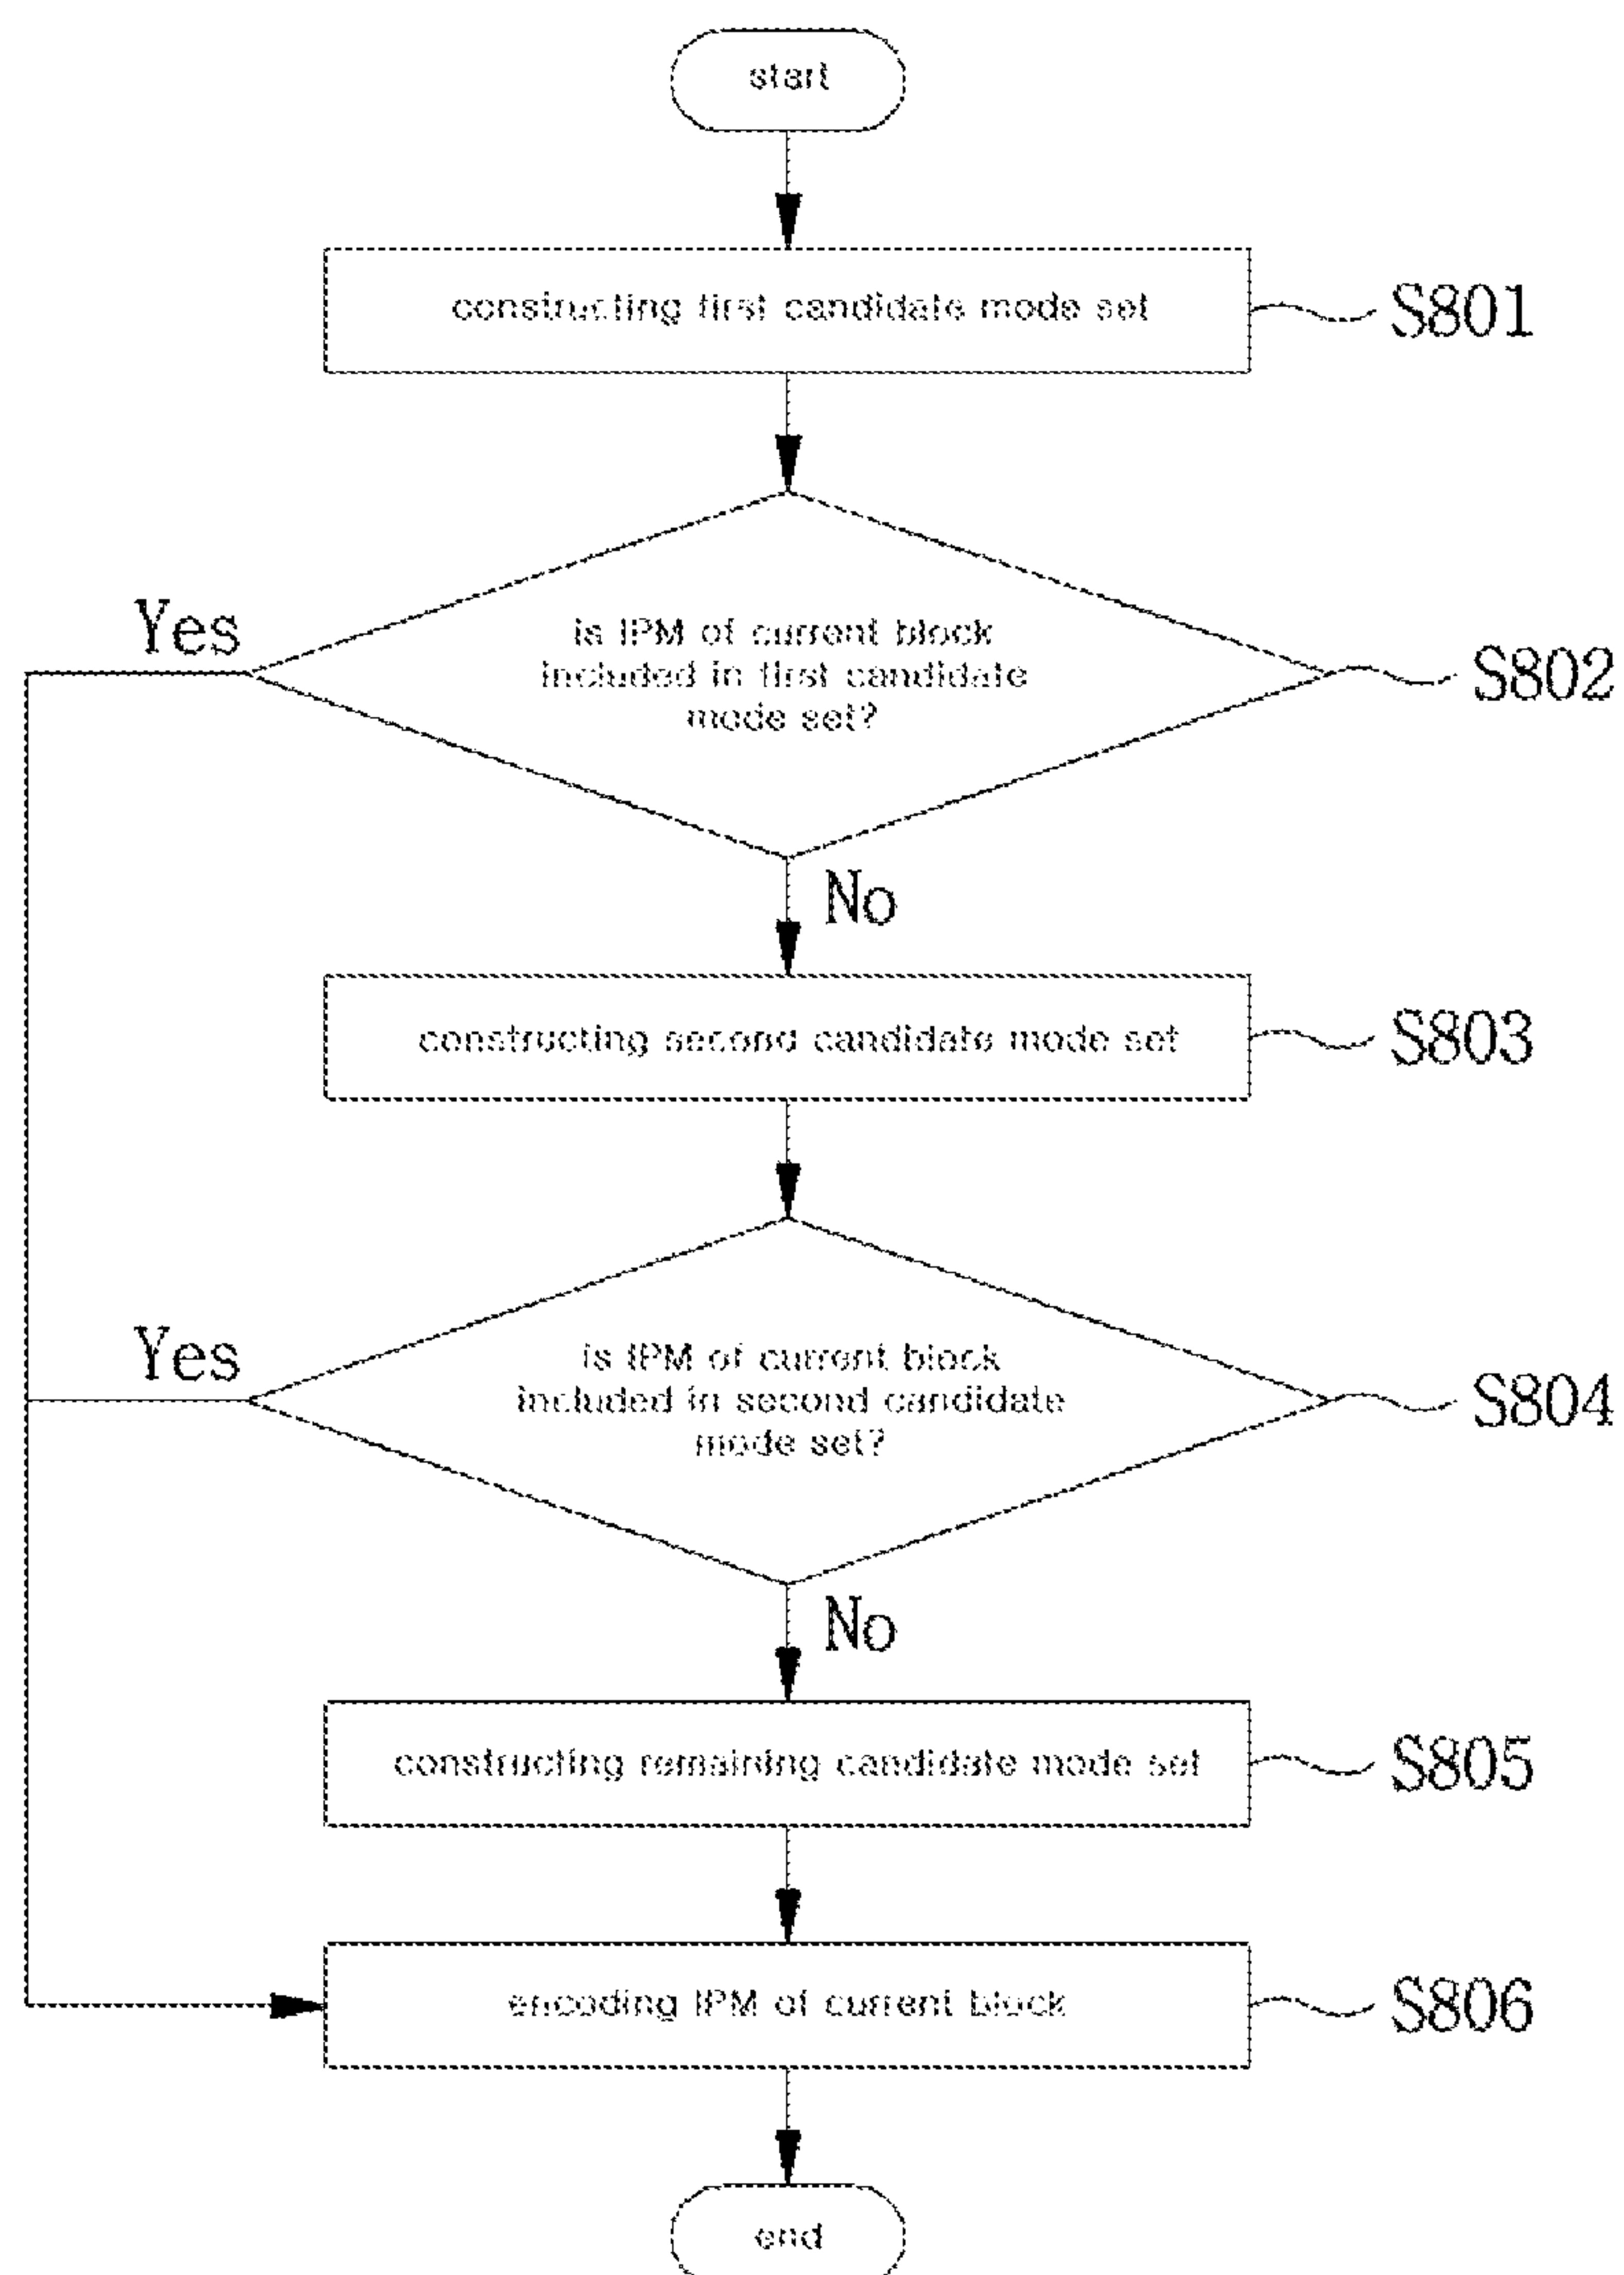 start
constructing first candidate mode set
S801
Yes
is IPM of current block
included in first candidate
mode set?
S802
No
constructing second candidate mode set
S803
Yes
is IPM of current block
included in second candidate
mode set?
S804
No
constructing remaining candidate mode set
S805
encoding IPM of current block
S806
end